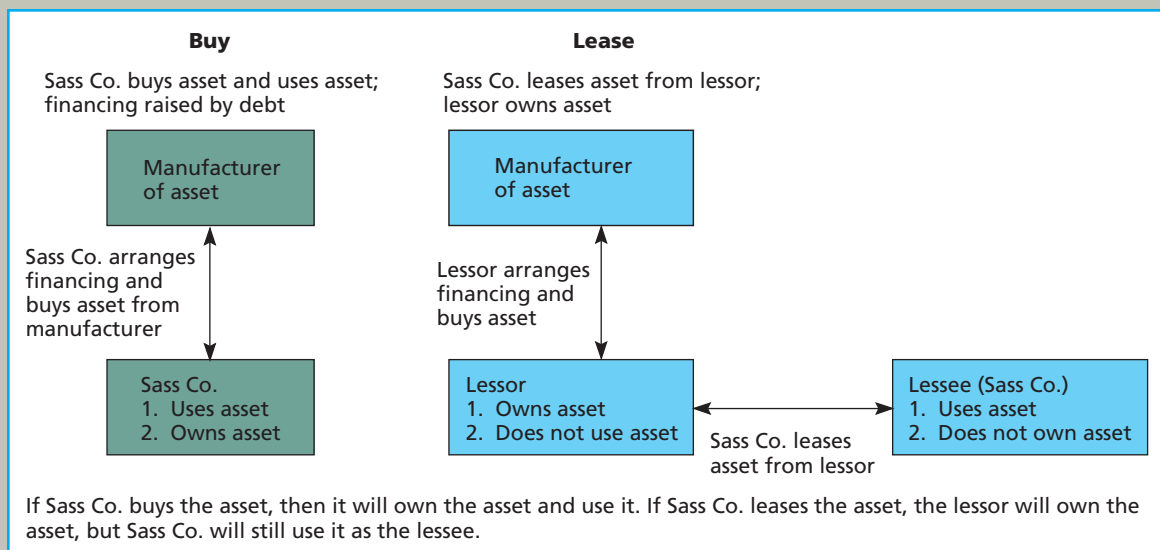 Buy
Sass Co. buys asset and uses asset;
financing raised by debt
Manufacturer
of asset
Sass Co. arranges
financing and
buys asset from
manufacturer
Sass Co.
1. Uses asset
2. Owns asset
Lease
Sass Co. leases asset from lessor;
lessor owns asset
Manufacturer
of asset
Lessor arranges
financing and
buys asset
Lessor
1. Owns asset
2. Does not use asset
Sass Co. leases
asset from lessor
Lessee (Sass Co.)
1. Uses asset
2. Does not own asset
If Sass Co. buys the asset, then it will own the asset and use it. If Sass Co. leases the asset, the lessor will own the
asset, but Sass Co. will still use it as the lessee.